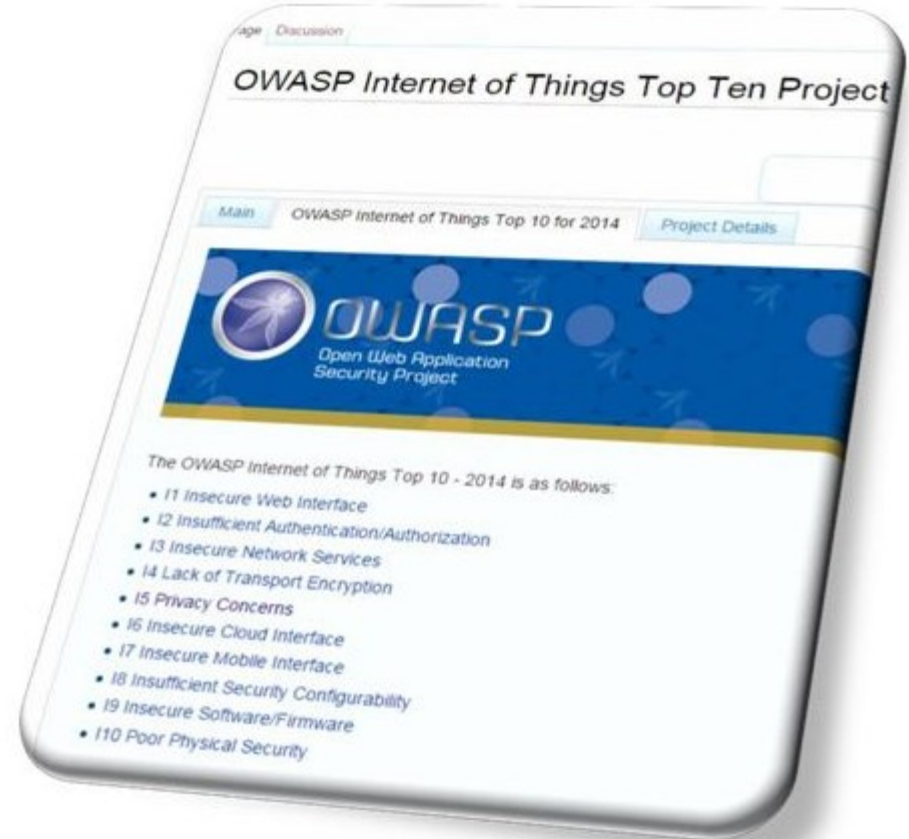 age Discussion
OWASP Internet of Things Top Ten Project
Main OWASP Internet of Things Top 10 for 2014 Project Details
OWASP
Open Web Application
Security Project
The OWASP Internet of Things Top 10 - 2014 is as follows:
• I1 Insecure Web Interface
• I2 Insufficient Authentication/Authorization
• I3 Insecure Network Services
• I4 Lack of Transport Encryption
• I5 Privacy Concerns
• I6 Insecure Cloud Interface
• I7 Insecure Mobile Interface
• I8 Insufficient Security Configurability
• I9 Insecure Software/Firmware
• I10 Poor Physical Security